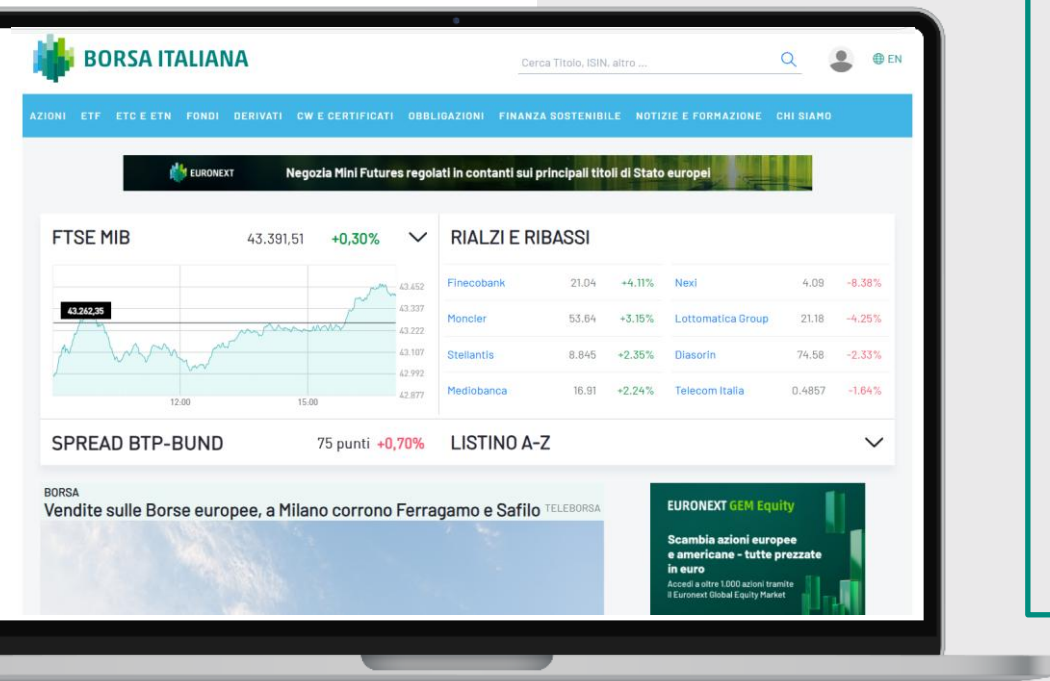 BORSA ITALIANA
Cerca Titolo, ISIN, altro ...
EN
AZIONI ETF ETC E ETN FONDI DERIVATI CW E CERTIFICATI OBBLIGAZIONI FINANZA SOSTENIBILE NOTIZIE E FORMAZIONE CHI SIAMO
EURONEXT Negozia Mini Futures regolati in contanti sui principali titoli di Stato europei
FTSE MIB 43.391,51 +0,30%
43.262,35
43.452
43.337
43.222
43.107
42.992
42.877
12:00 15:00
RIALZI E RIBASSI
Finecobank 21.04 +4.11% Nexi 4.09 -8.38%
Moncler 53.64 +3.15% Lottomatica Group 21.18 -4.25%
Stellantis 8.845 +2.35% Diasorin 74.58 -2.33%
Mediobanca 16.91 +2.24% Telecom Italia 0.4857 -1.64%
SPREAD BTP-BUND 75 punti +0,70%
LISTINO A-Z
BORSA
Vendite sulle Borse europee, a Milano corrono Ferragamo e Safilo TELEBORSA
EURONEXT GEM Equity
Scambia azioni europee
e americane - tutte prezzate
in euro
Accedi a oltre 1.000 azioni tramite
il Euronext Global Equity Market